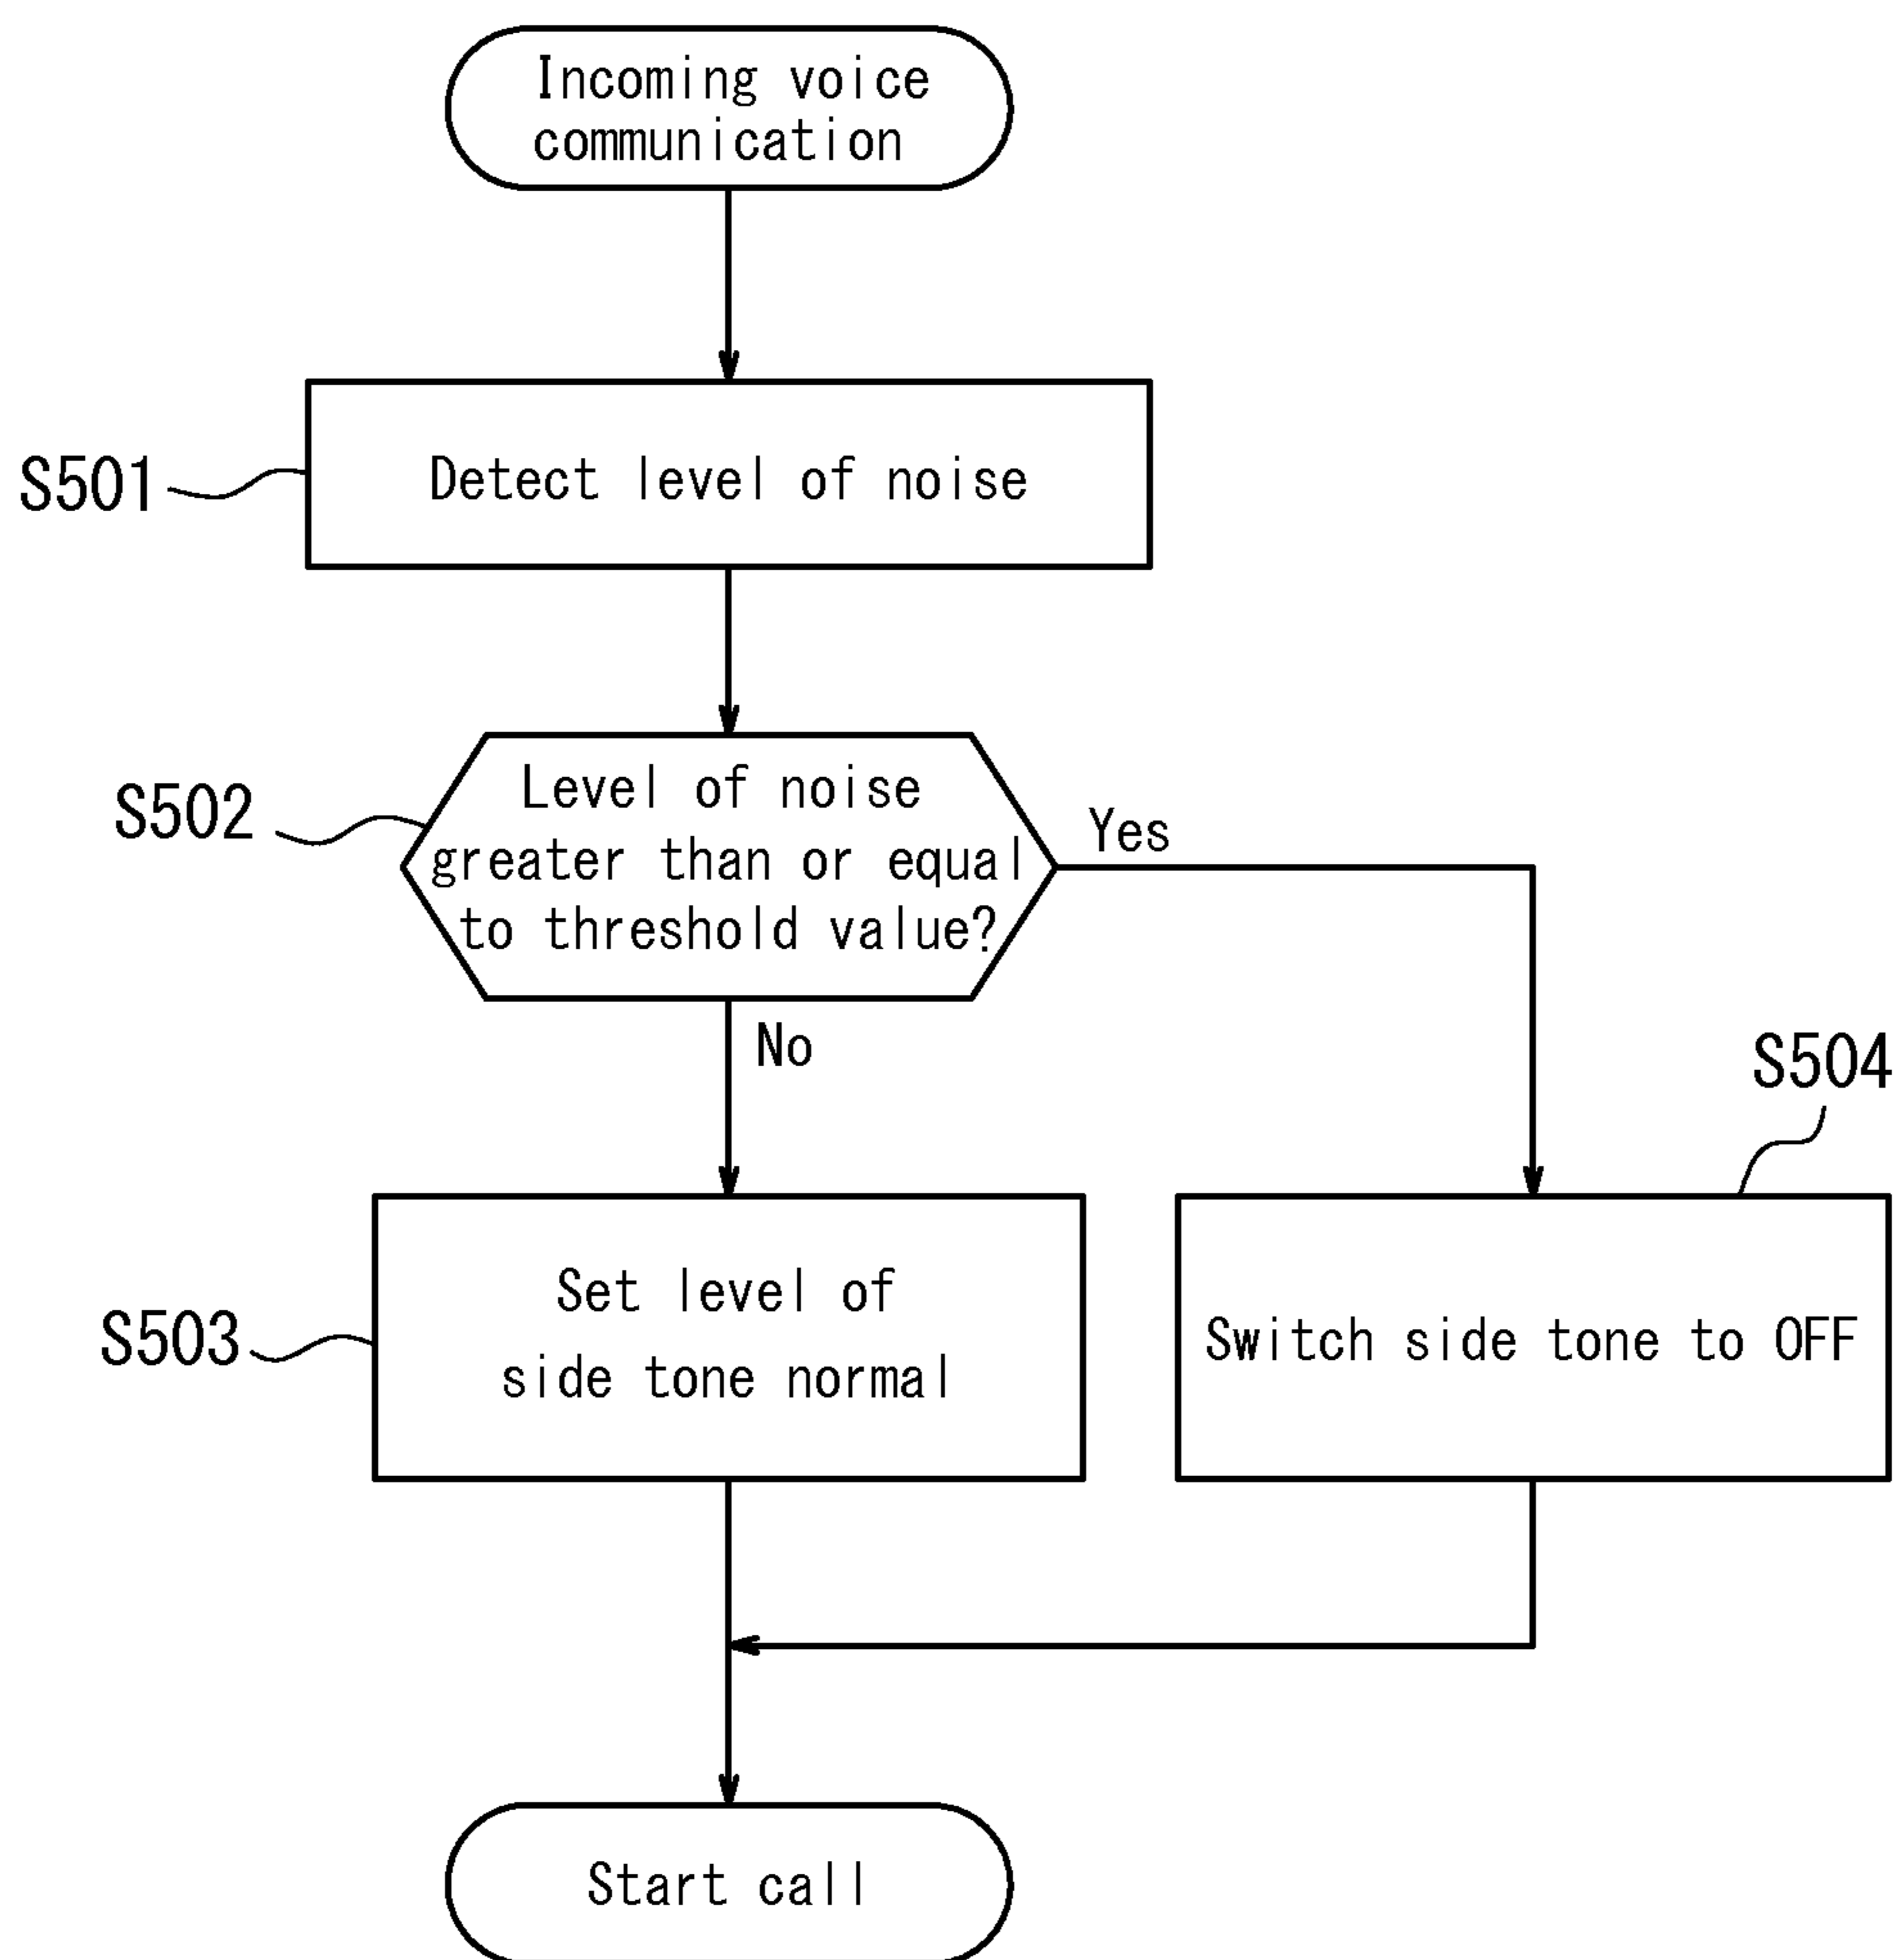 Incoming voice
communication
S501
Detect level of noise
S502
Level of noise
greater than or equal
to threshold value?
Yes
No
S504
S503
Set level of
side tone normal
Switch side tone to OFF
Start call